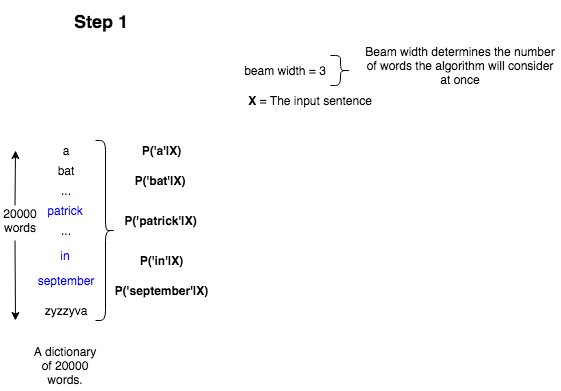 Step 1
beam width = 3
Beam width determines the number
of words the algorithm will consider
at once
X = The input sentence
a
bat
...
patrick
...
in
september
zyzzyva
20000
words
P('a'|X)
P('bat'|X)
P('patrick'|X)
P('in'|X)
P('september'|X)
A dictionary
of 20000
words.